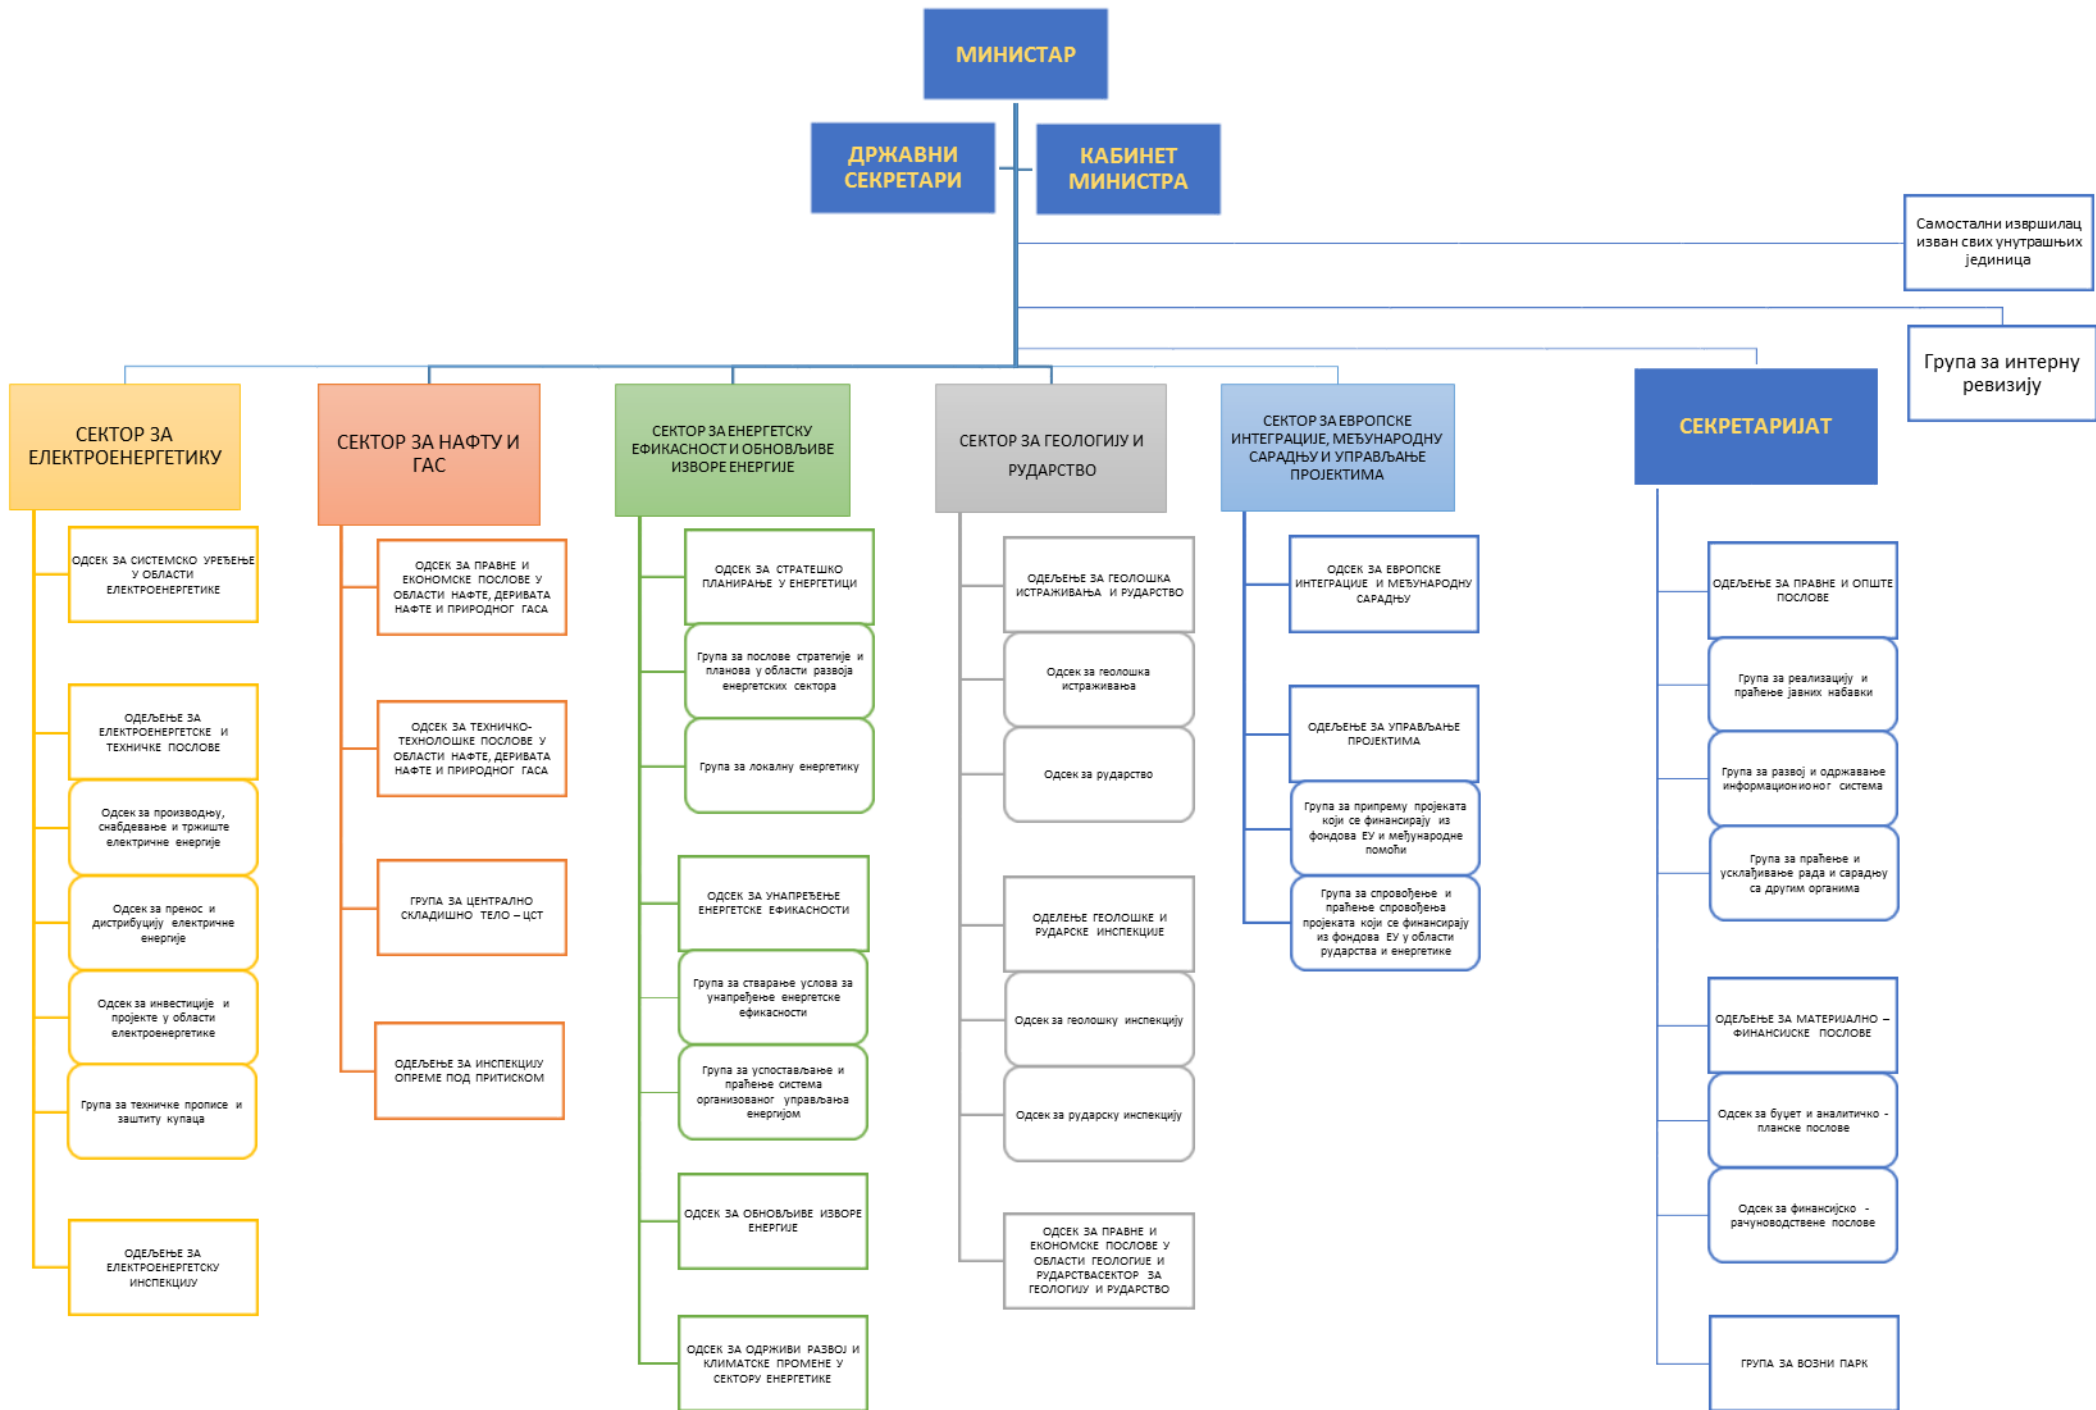 МИНИСТАР
ДРЖАВНИ
СЕКРЕТАРИ
КАБИНЕТ
МИНИСТРА
Самостални извршилац
изван свих унутрашњих
јединица
Група за интерну
ревизију
СЕКТОР ЗА
ЕЛЕКТРОЕНЕРГЕТИКУ
ОДСЕК ЗА СИСТЕМСКО УРЕЂЕЊЕ
У ОБЛАСТИ
ЕЛЕКТРОЕНЕРГЕТИКЕ
ОДЕЉЕЊЕ ЗА
ЕЛЕКТРОЕНЕРГЕТСКЕ И
ТЕХНИЧКЕ ПОСЛОВЕ
Одсек за производњу,
снабдевање и тржиште
електричне енергије
Одсек за пренос и
дистрибуцију електричне
енергије
Одсек за инвестиције и
пројекте у области
електроенергетике
Група за техничке прописе и
заштиту купаца
ОДЕЉЕЊЕ ЗА
ЕЛЕКТРОЕНЕРГЕТСКУ
ИНСПЕКЦИЈУ
СЕКТОР ЗА НАФТУ И
ГАС
ОДСЕК ЗА ПРАВНЕ И
ЕКОНОМСКЕ ПОСЛОВЕ У
ОБЛАСТИ НАФТЕ, ДЕРИВАТА
НАФТЕ И ПРИРОДНОГ ГАСА
ОДСЕК ЗА ТЕХНИЧКО-
ТЕХНОЛОШКЕ ПОСЛОВЕ У
ОБЛАСТИ НАФТЕ, ДЕРИВАТА
НАФТЕ И ПРИРОДНОГ ГАСА
ГРУПА ЗА ЦЕНТРАЛНО
СКЛАДИШНО ТЕЛО – ЦСТ
ОДЕЉЕЊЕ ЗА ИНСПЕКЦИЈУ
ОПРЕМЕ ПОД ПРИТИСКОМ
СЕКТОР ЗА ЕНЕРГЕТСКУ
ЕФИКАСНОСТ И ОБНОВЉИВЕ
ИЗВОРЕ ЕНЕРГИЈЕ
ОДСЕК ЗА СТРАТЕШКО
ПЛАНИРАЊЕ У ЕНЕРГЕТИЦИ
Група за послове стратегије и
планова у области развоја
енергетских сектора
Група за локалну енергетику
ОДСЕК ЗА УНАПРЕЂЕЊЕ
ЕНЕРГЕТСКЕ ЕФИКАСНОСТИ
Група за стварање услова за
унапређење енергетске
ефикасности
Група за успостављање и
праћење система
организованог управљања
енергијом
ОДСЕК ЗА ОБНОВЉИВЕ ИЗВОРЕ
ЕНЕРГИЈЕ
ОДСЕК ЗА ОДРЖИВИ РАЗВОЈ И
КЛИМАТСКЕ ПРОМЕНЕ У
СЕКТОРУ ЕНЕРГЕТИКЕ
СЕКТОР ЗА ГЕОЛОГИЈУ И
РУДАРСТВО
ОДЕЉЕЊЕ ЗА ГЕОЛОШКА
ИСТРАЖИВАЊА И РУДАРСТВО
Одсек за геолошка
истраживања
Одсек за рударство
ОДЕЛЕЊЕ ГЕОЛОШКЕ И
РУДАРСКЕ ИНСПЕКЦИЈЕ
Одсек за геолошку инспекцију
Одсек за рударску инспекцију
ОДСЕК ЗА ПРАВНЕ И
ЕКОНОМСКЕ ПОСЛОВЕ У
ОБЛАСТИ ГЕОЛОГИЈЕ И
РУДАРСТВАСЕКТОР ЗА
ГЕОЛОГИЈУ И РУДАРСТВО
СЕКТОР ЗА ЕВРОПСКЕ
ИНТЕГРАЦИЈЕ, МЕЂУНАРОДНУ
САРАДЊУ И УПРАВЉАЊЕ
ПРОЈЕКТИМА
ОДСЕК ЗА ЕВРОПСКЕ
ИНТЕГРАЦИЈЕ И МЕЂУНАРОДНУ
САРАДЊУ
ОДЕЉЕЊЕ ЗА УПРАВЉАЊЕ
ПРОЈЕКТИМА
Група за припрему пројеката
који се финансирају из
фондова ЕУ и међународне
помоћи
Група за спровођење и
праћење спровођења
пројеката који се финансирају
из фондова ЕУ у области
рударства и енергетике
СЕКРЕТАРИЈАТ
ОДЕЉЕЊЕ ЗА ПРАВНЕ И ОПШТЕ
ПОСЛОВЕ
Група за реализацију и
праћење јавних набавки
Група за развој и одржавање
информационионог система
Група за праћење и
усклађивање рада и сарадњу
са другим органима
ОДЕЉЕЊЕ ЗА МАТЕРИЈАЛНО –
ФИНАНСИЈСКЕ ПОСЛОВЕ
Одсек за буџет и аналитичко -
планске послове
Одсек за финансијско -
рачуноводствене послове
ГРУПА ЗА ВОЗНИ ПАРК